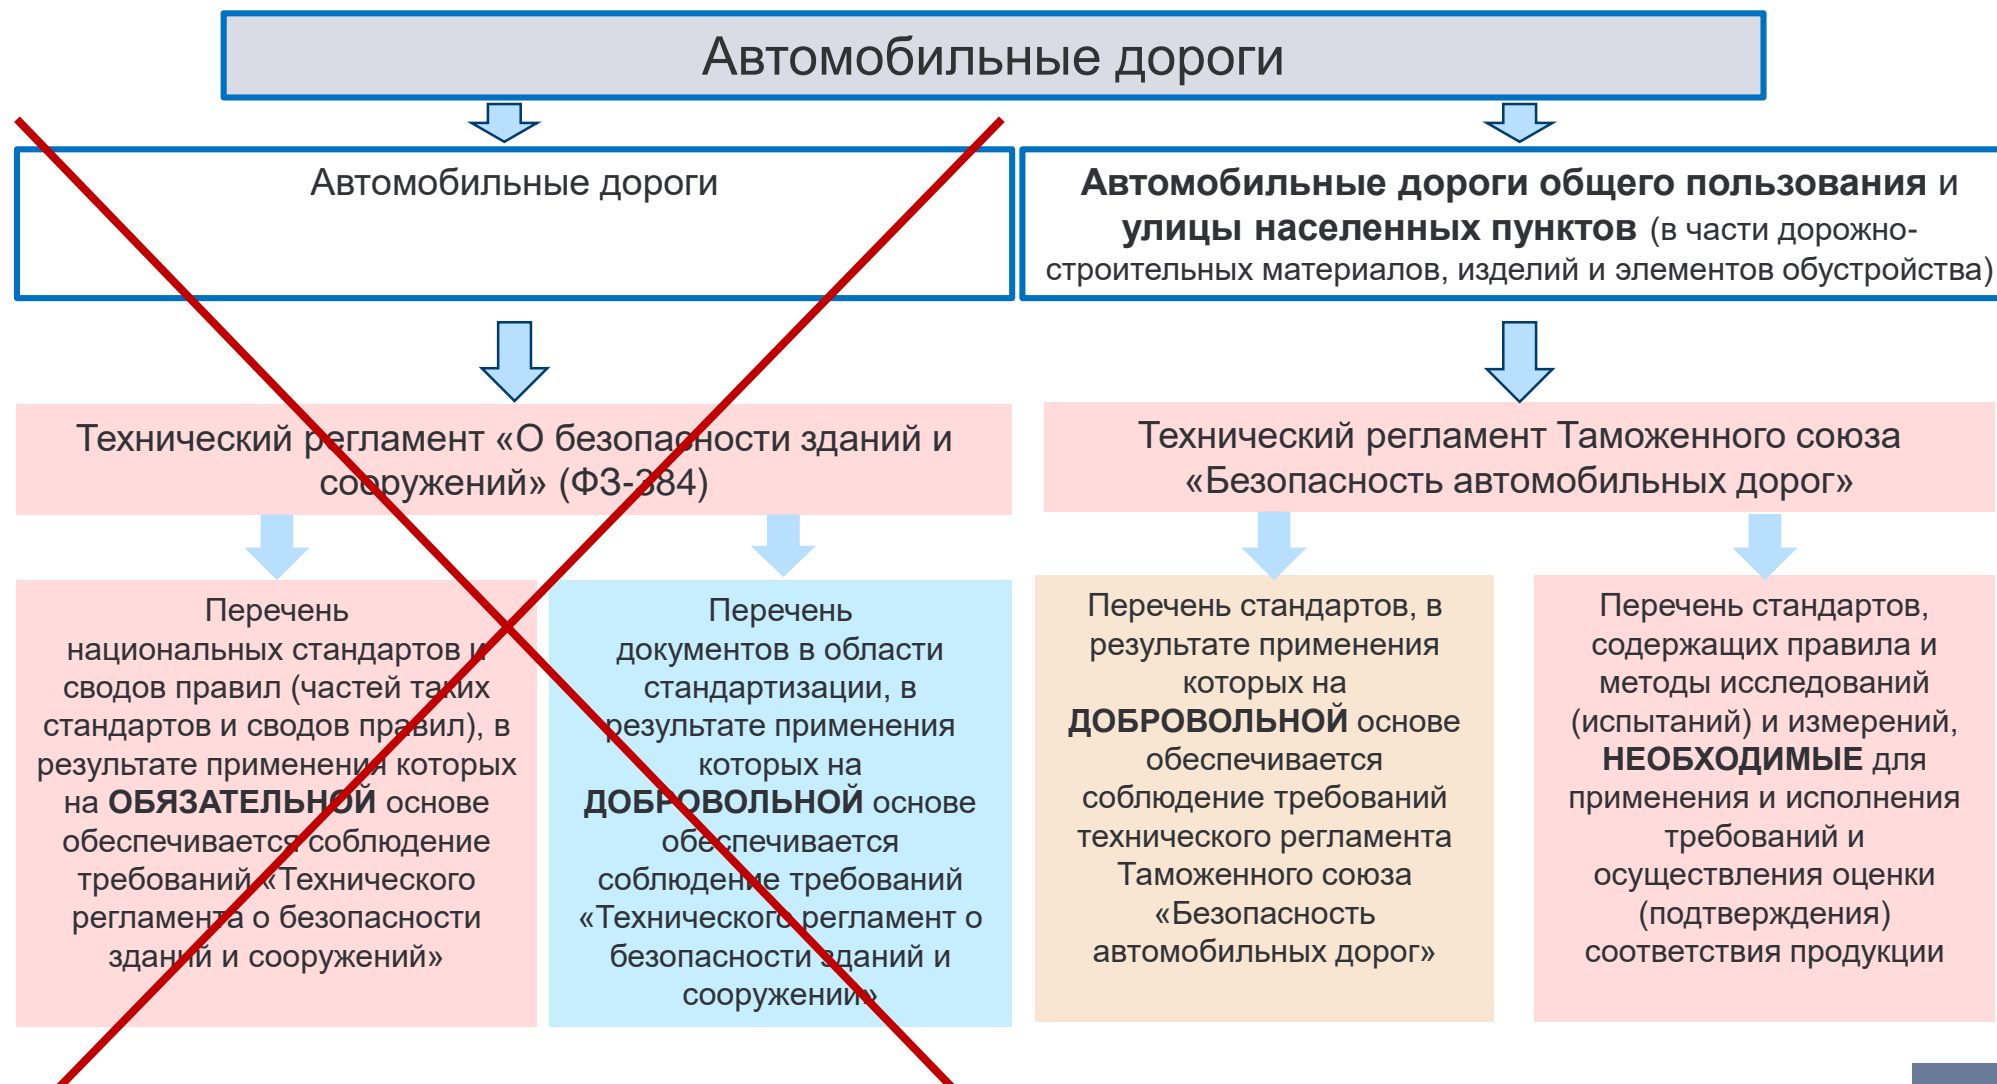 Автомобильные дороги
Автомобильные дороги
Автомобильные дороги общего пользования и
улицы населенных пунктов (в части дорожно-
строительных материалов, изделий и элементов обустройства)
Технический регламент «О безопасности зданий и
сооружений» (ФЗ-384)
Технический регламент Таможенного союза
«Безопасность автомобильных дорог»
Перечень
национальных стандартов и
сводов правил (частей таких
стандартов и сводов правил), в
результате применения которых
на ОБЯЗАТЕЛЬНОЙ основе
обеспечивается соблюдение
требований «Технического
регламента о безопасности
зданий и сооружений»
Перечень
документов в области
стандартизации, в
результате применения
которых на
ДОБРОВОЛЬНОЙ основе
обеспечивается
соблюдение требований
«Технического регламент о
безопасности зданий и
сооружений»
Перечень стандартов, в
результате применения
которых на
ДОБРОВОЛЬНОЙ основе
обеспечивается
соблюдение требований
технического регламента
Таможенного союза
«Безопасность
автомобильных дорог»
Перечень стандартов,
содержащих правила и
методы исследований
(испытаний) и измерений,
НЕОБХОДИМЫЕ для
применения и исполнения
требований и
осуществления оценки
(подтверждения)
соответствия продукции